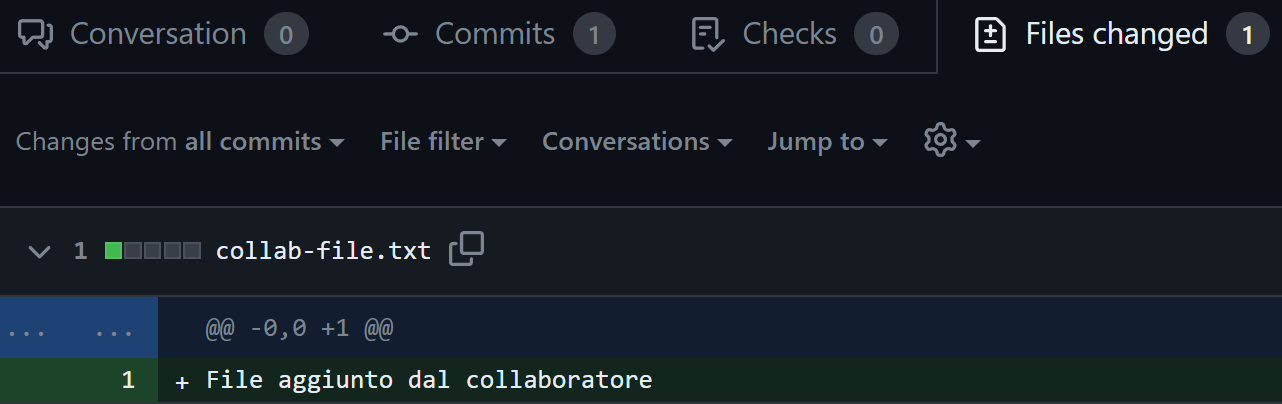 Conversation 0 Commits 1 Checks 0 Files changed 1
Changes from all commits File filter Conversations Jump to
1 collab-file.txt
... ... @@ -0,0 +1 @@
1 + File aggiunto dal collaboratore